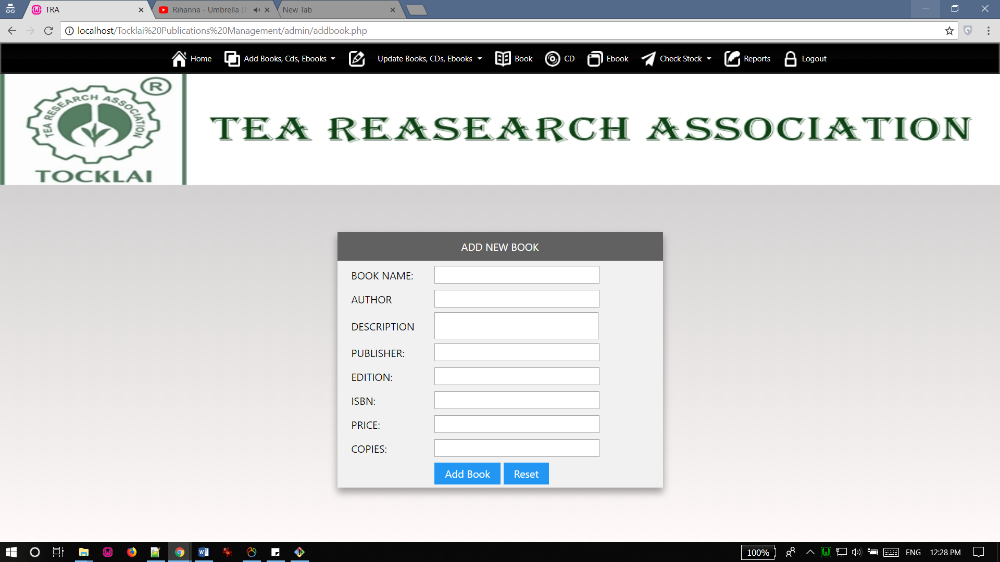 TRA
Rihanna - Umbrella (
New Tab
localhost/Tocklai%20Publications%20Management/admin/addbook.php
Home
Add Books, Cds, Ebooks
Update Books, CDs, Ebooks
Book
CD
Ebook
Check Stock
Reports
Logout
®
TEA RESEARCH ASSOCIATION
TOCKLAI
TEA REASEARCH ASSOCIATION
ADD NEW BOOK
BOOK NAME:
AUTHOR
DESCRIPTION
PUBLISHER:
EDITION:
ISBN:
PRICE:
COPIES:
Add Book
Reset
100%
ENG
12:28 PM